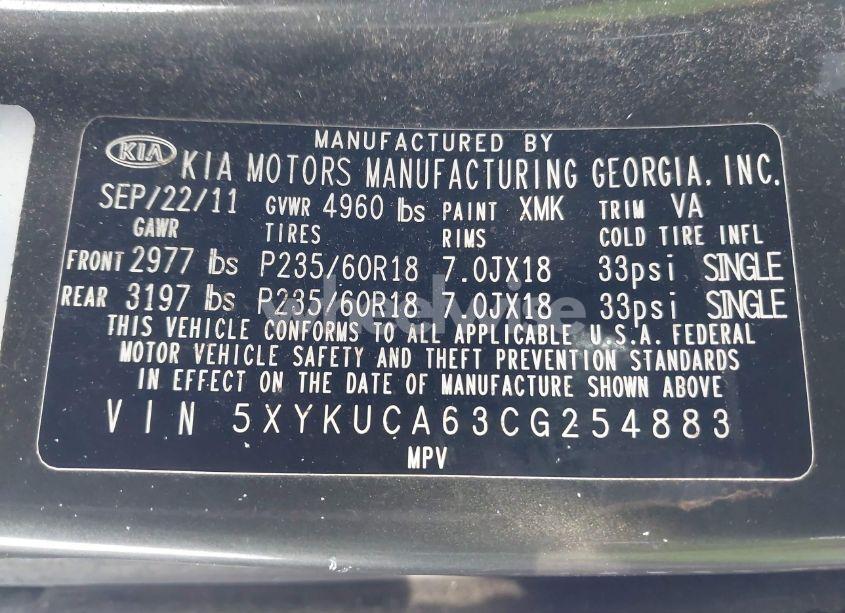 MANUFACTURED BY
KIA KIA MOTORS MANUFACTURING GEORGIA, INC.
SEP/22/11 GVWR 4960 lbs PAINT XMK TRIM VA
GAWR TIRES RIMS COLD TIRE INFL
FRONT 2977 lbs P235/60R18 7.0JX18 33psi SINGLE
REAR 3197 lbs P235/60R18 7.0JX18 33psi SINGLE
THIS VEHICLE CONFORMS TO ALL APPLICABLE U.S.A. FEDERAL
MOTOR VEHICLE SAFETY AND THEFT PREVENTION STANDARDS
IN EFFECT ON THE DATE OF MANUFACTURE SHOWN ABOVE
VIN 5XYKUCA63CG254883
MPV